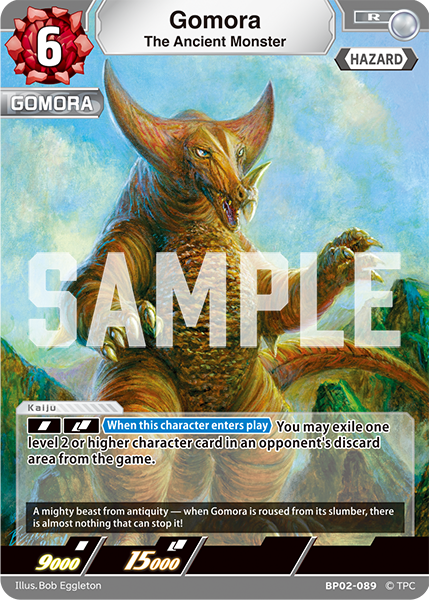 Gomora
The Ancient Monster
R
6
HAZARD
GOMORA
SAMPLE
Kaiju
When this character enters play You may exile one
level 2 or higher character card in an opponent's discard
area from the game.
A mighty beast from antiquity — when Gomora is roused from its slumber, there
is almost nothing that can stop it!
9000 15000
Illus. Bob Eggleton BP02-089 © TPC